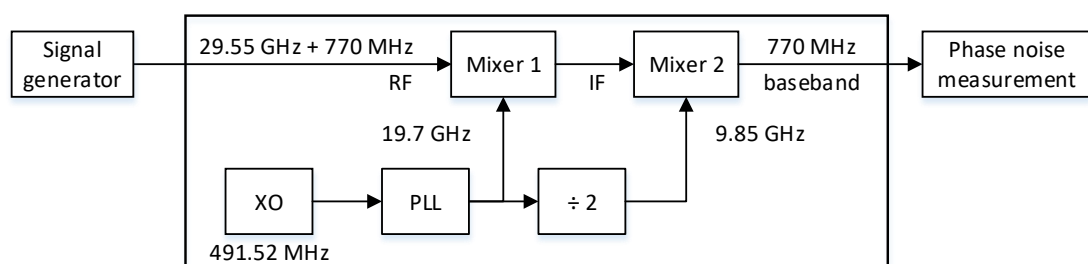 Signal
generator
29.55 GHz + 770 MHz
RF
Mixer 1
IF
Mixer 2
770 MHz
baseband
Phase noise
measurement
19.7 GHz
9.85 GHz
XO
PLL
÷ 2
491.52 MHz